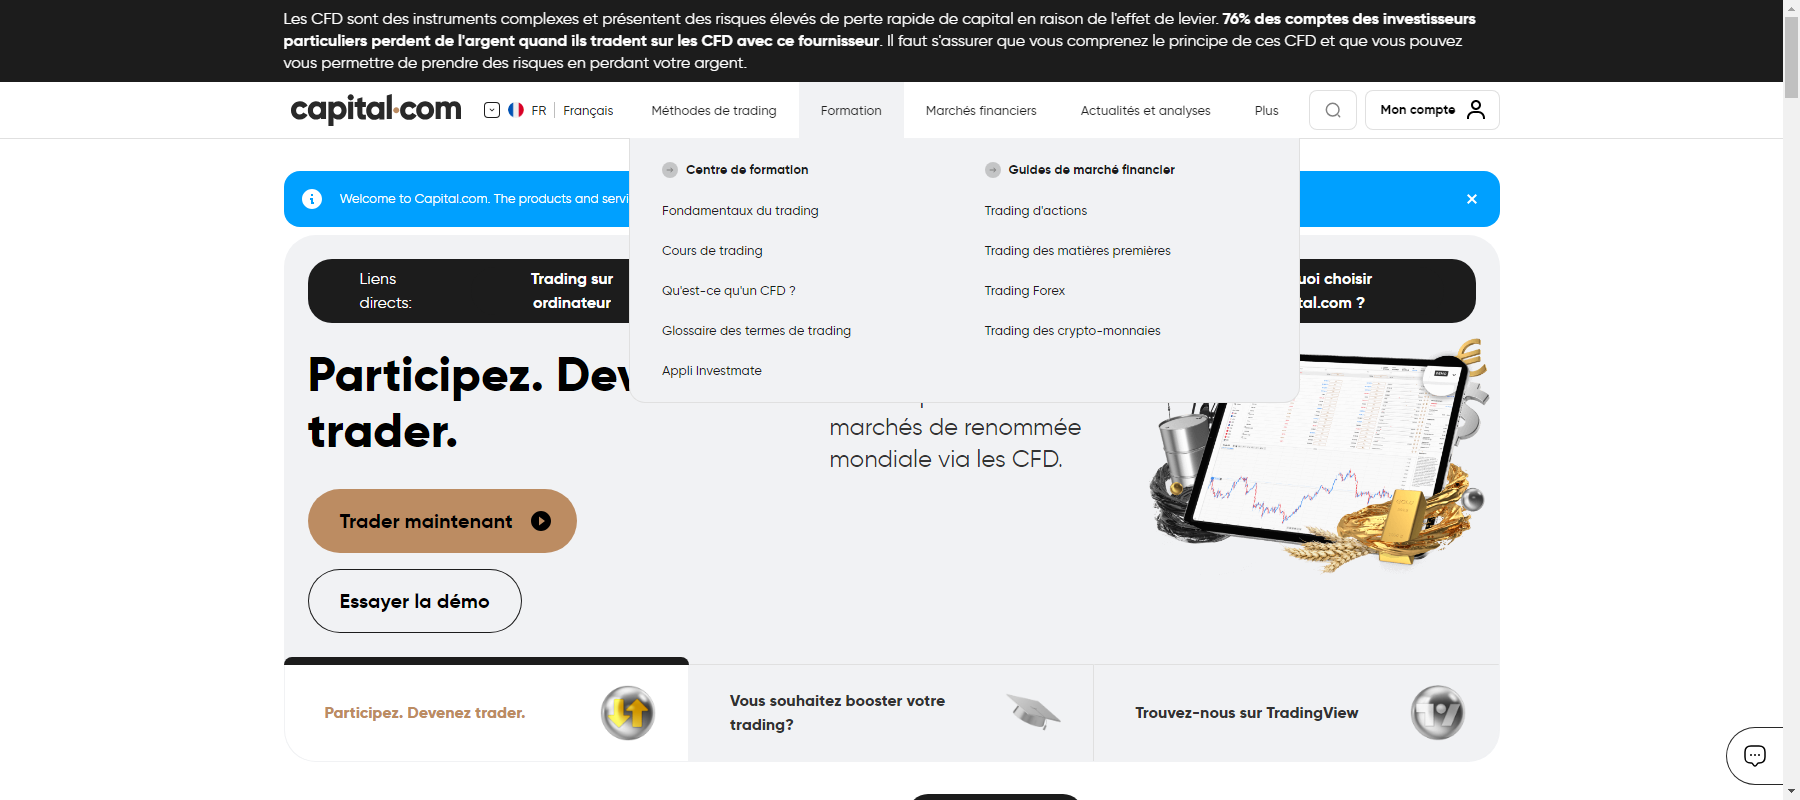 Les CFD sont des instruments complexes et présentent des risques élevés de perte rapide de capital en raison de l'effet de levier. 76% des comptes des investisseurs
particuliers perdent de l'argent quand ils tradent sur les CFD avec ce fournisseur. Il faut s'assurer que vous comprenez le principe de ces CFD et que vous pouvez
vous permettre de prendre des risques en perdant votre argent.
capital.com
FR Français
Méthodes de trading
Formation
Marchés financiers
Actualités et analyses
Plus
Mon compte
Centre de formation
Fondamentaux du trading
Cours de trading
Qu'est-ce qu'un CFD ?
Glossaire des termes de trading
Appli Investmate
Guides de marché financier
Trading d'actions
Trading des matières premières
Trading Forex
Trading des crypto-monnaies
Welcome to Capital.com. The products and servi
Liens
directs:
Trading sur
ordinateur
uoi choisir
tal.com ?
Participez. Dev
trader.
marchés de renommée
mondiale via les CFD.
Trader maintenant
Essayer la démo
Participez. Devenez trader.
Vous souhaitez booster votre
trading?
Trouvez-nous sur TradingView